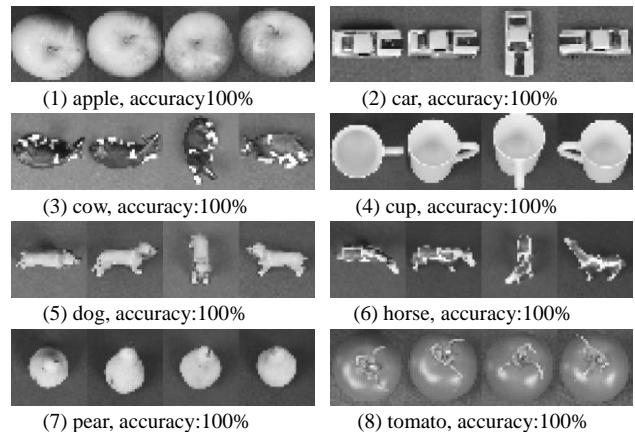 (1) apple, accuracy100%
(2) car, accuracy:100%
(3) cow, accuracy:100%
(4) cup, accuracy:100%
(5) dog, accuracy:100%
(6) horse, accuracy:100%
(7) pear, accuracy:100%
(8) tomato, accuracy:100%